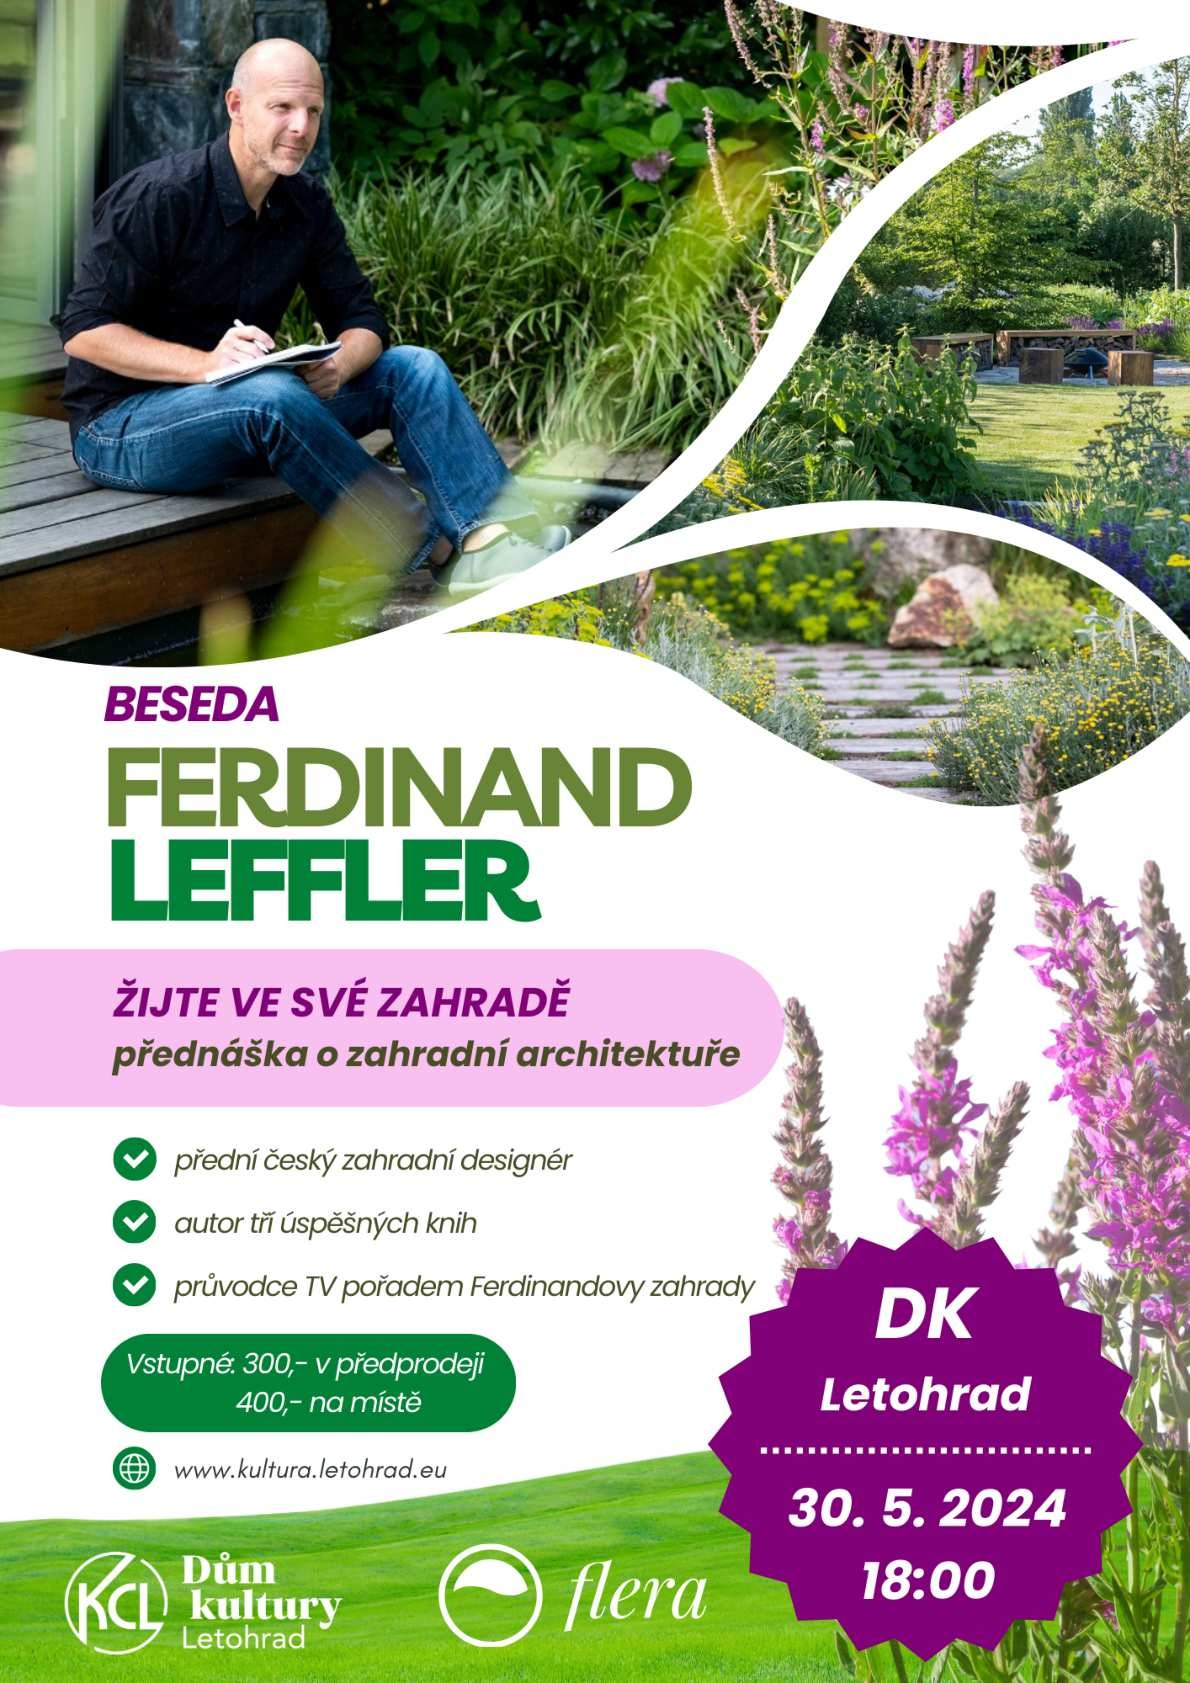 BESEDA
FERDINAND
LEFFLER
ŽIJTE VE SVÉ ZAHRADĚ
přednáška o zahradní architektuře
přední český zahradní designér
autor tří úspěšných knih
průvodce TV pořadem Ferdinandovy zahrady
Vstupné: 300,- v předprodeji
400,- na místě
www.kultura.letohrad.eu
DK
Letohrad
30. 5. 2024
18:00
KCL
Dům
kultury
Letohrad
flera